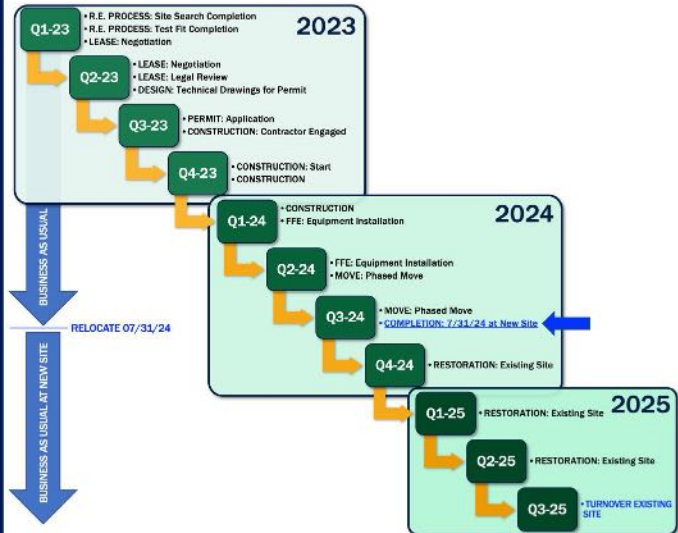 2023
Q1-23
• R.E. PROCESS: Site Search Completion
• R.E. PROCESS: Test Fit Completion
• LEASE: Negotiation
Q2-23
• LEASE: Negotiation
• LEASE: Legal Review
• DESIGN: Technical Drawings for Permit
Q3-23
• PERMIT: Application
• CONSTRUCTION: Contractor Engaged
Q4-23
• CONSTRUCTION: Start
• CONSTRUCTION
2024
Q1-24
• CONSTRUCTION
• FFE: Equipment Installation
BUSINESS AS USUAL
Q2-24
• FFE: Equipment Installation
• MOVE: Phased Move
Q3-24
• MOVE: Phased Move
• COMPLETION: 7/31/24 at New Site
RELOCATE 07/31/24
Q4-24
• RESTORATION: Existing Site
BUSINESS AS USUAL AT NEW SITE
2025
Q1-25
• RESTORATION: Existing Site
Q2-25
• RESTORATION: Existing Site
Q3-25
• TURNOVER EXISTING
SITE